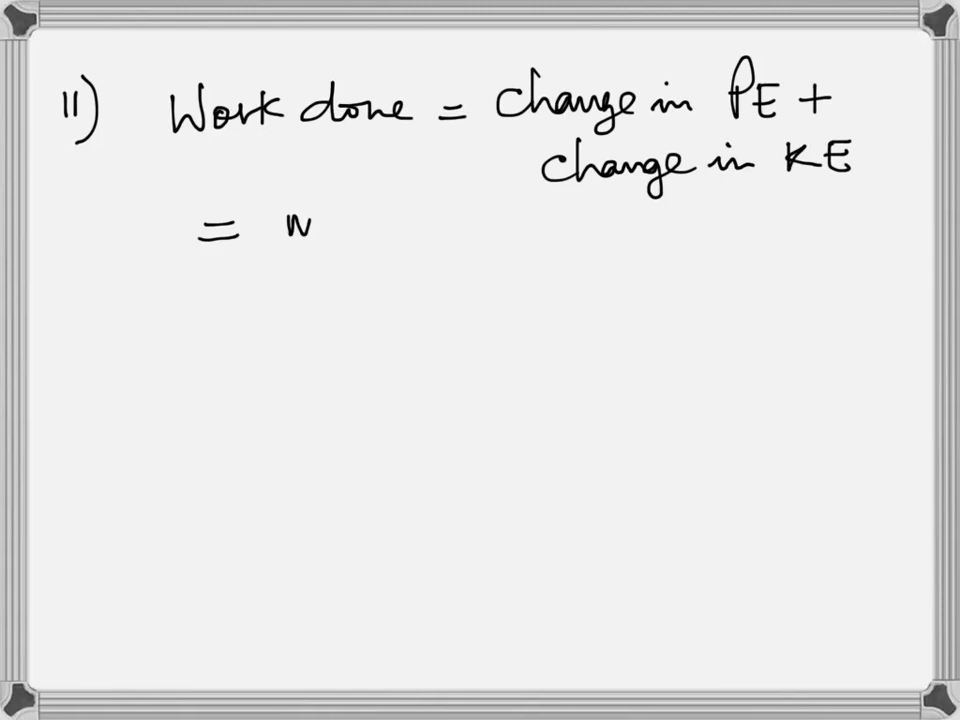 11) Work done = change in PE +
change in KE
= m